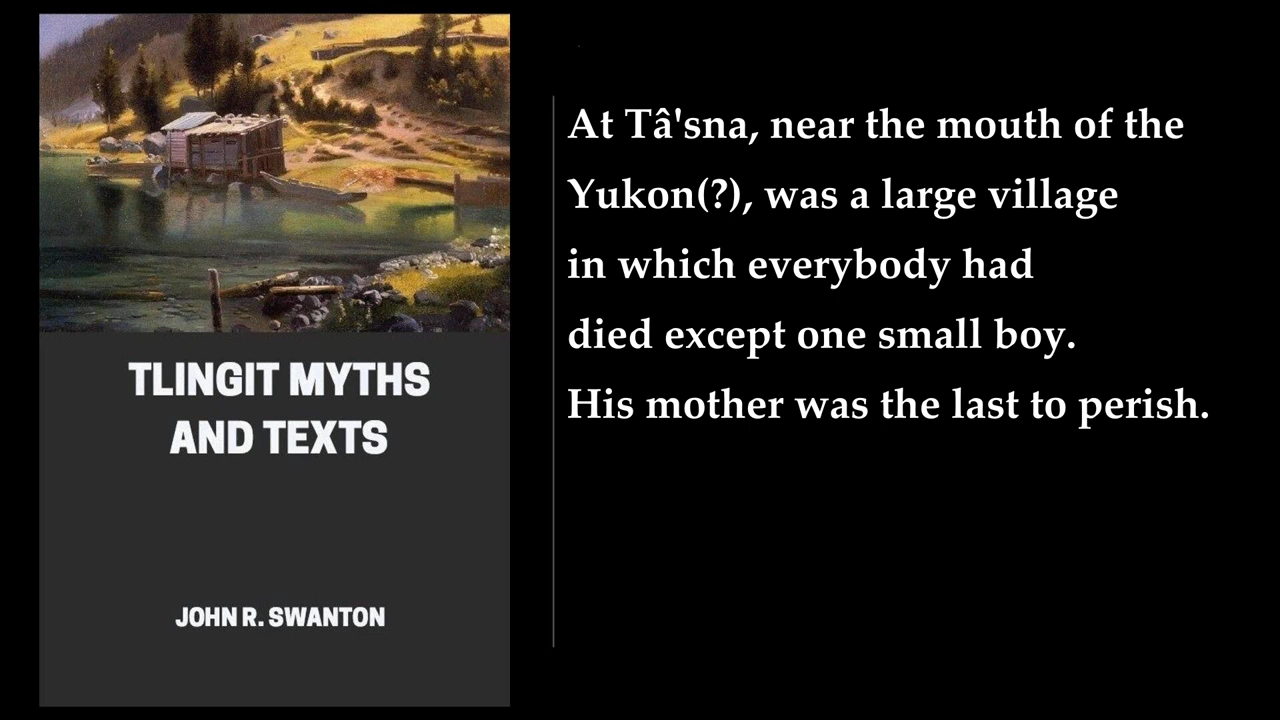 TLINGIT MYTHS
AND TEXTS
JOHN R. SWANTON
At Tâ'sna, near the mouth of the
Yukon(?), was a large village
in which everybody had
died except one small boy.
His mother was the last to perish.